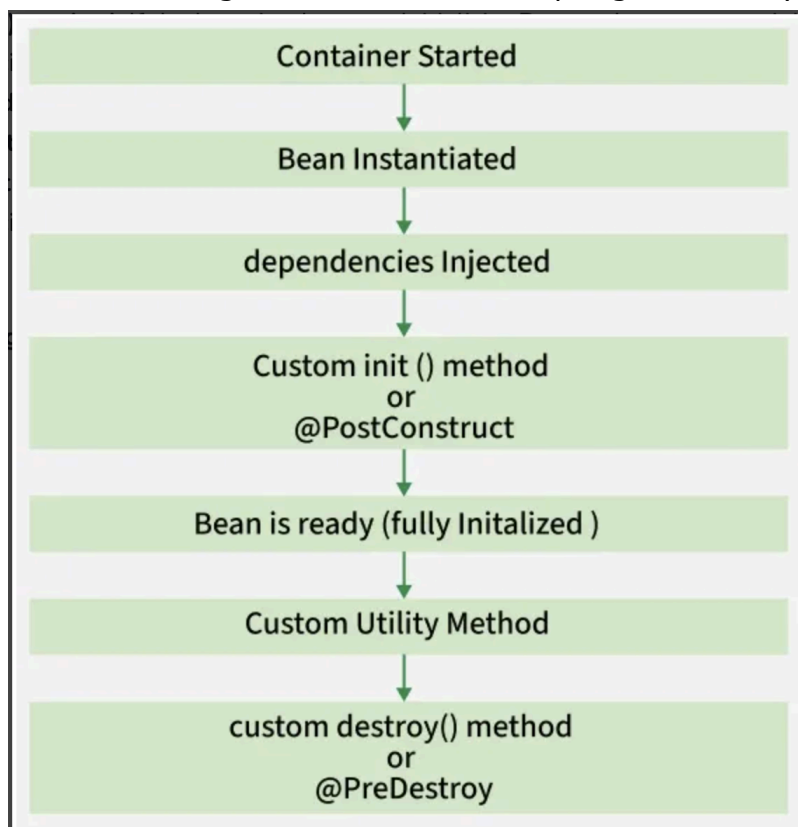 Container Started
Bean Instantiated
dependencies Injected
Custom init () method
or
@PostConstruct
Bean is ready (fully Initalized )
Custom Utility Method
custom destroy() method
or
@PreDestroy